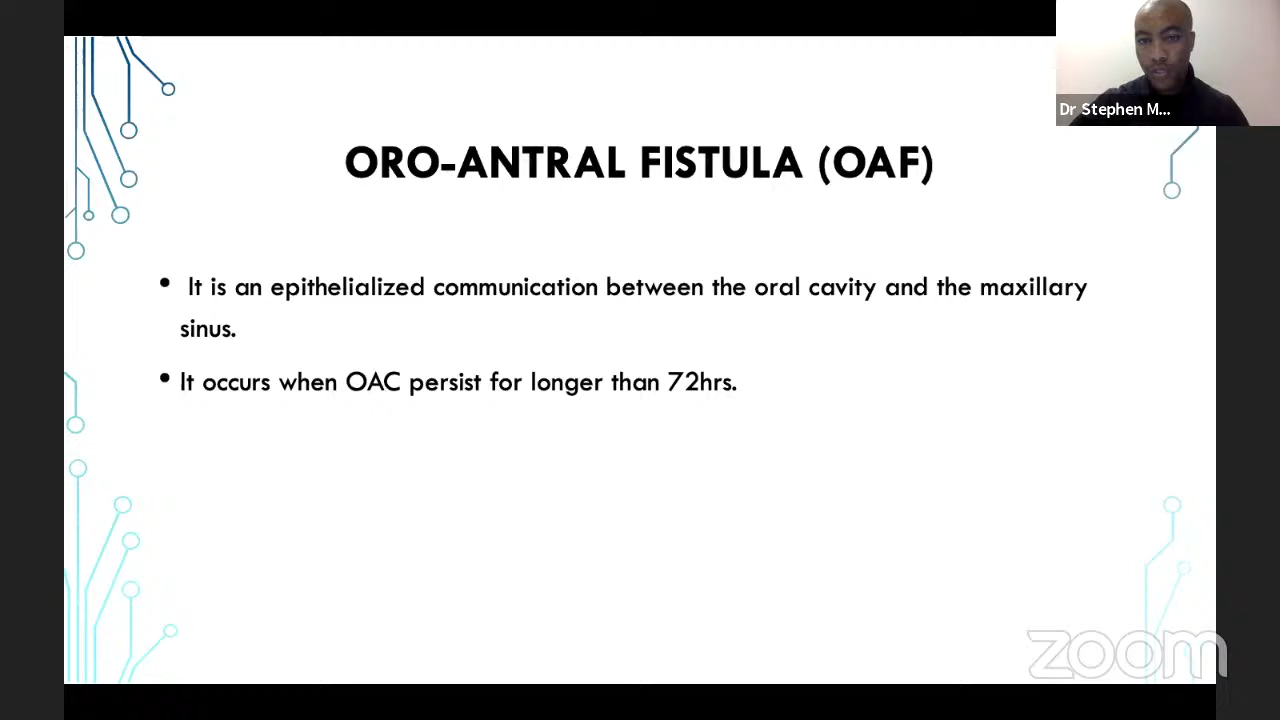 Dr Stephen M...
ORO-ANTRAL FISTULA (OAF)
• It is an epithelialized communication between the oral cavity and the maxillary
sinus.
• It occurs when OAC persist for longer than 72hrs.
zoom